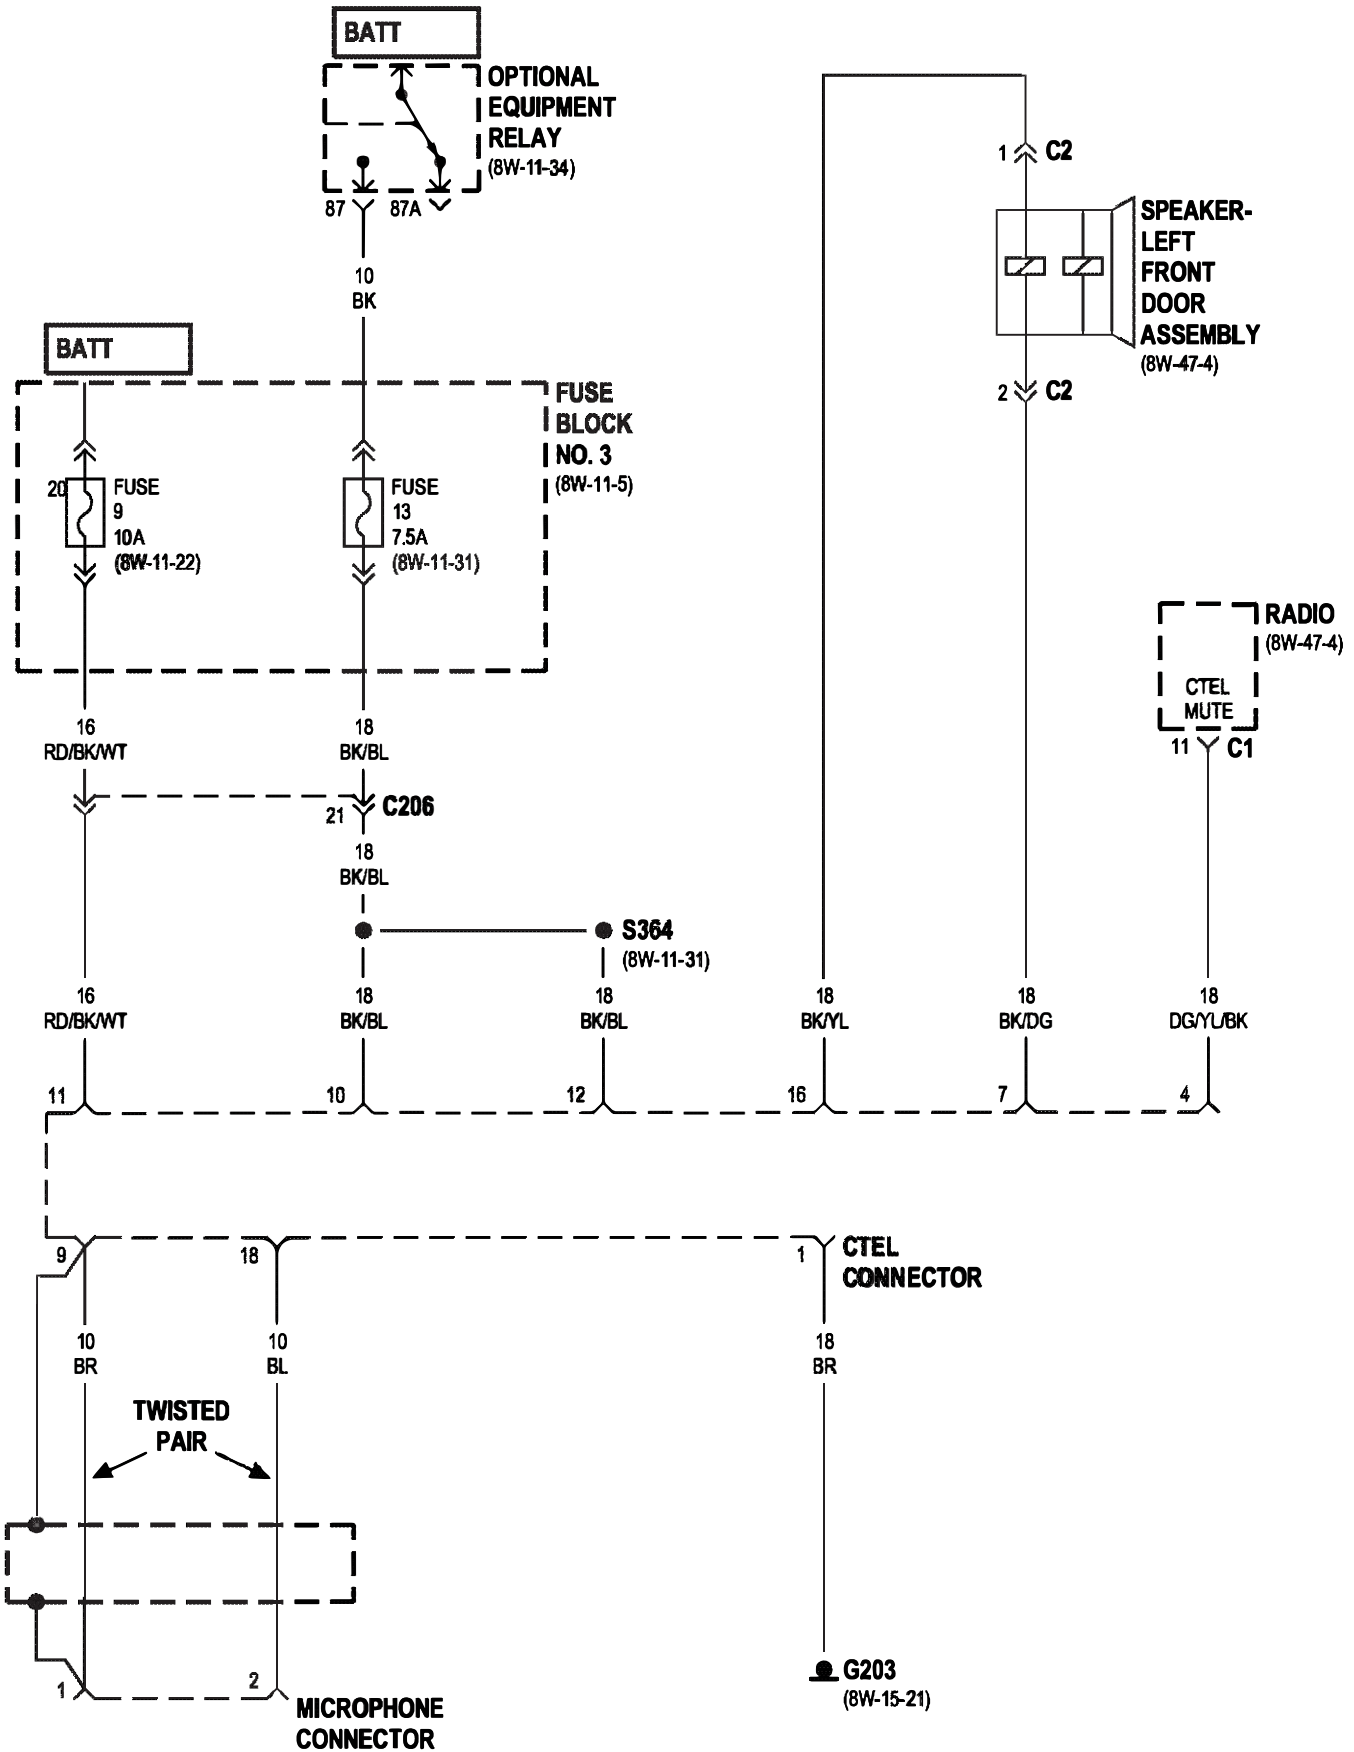 BATT
OPTIONAL
EQUIPMENT
RELAY
(8W-11-34)
87
87A
10
BK
1
C2
SPEAKER-
LEFT
FRONT
DOOR
ASSEMBLY
(8W-47-4)
2
C2
BATT
FUSE
BLOCK
NO. 3
(8W-11-5)
20
FUSE
9
10A
(8W-11-22)
FUSE
13
7.5A
(8W-11-31)
RADIO
(8W-47-4)
CTEL
MUTE
11
C1
16
RD/BK/WT
18
BK/BL
21
C206
18
BK/BL
S364
(8W-11-31)
16
RD/BK/WT
18
BK/BL
18
BK/BL
18
BK/YL
18
BK/DG
18
DG/YL/BK
11
10
12
16
7
4
9
18
1
CTEL
CONNECTOR
10
BR
10
BL
18
BR
TWISTED
PAIR
G203
(8W-15-21)
1
2
MICROPHONE
CONNECTOR